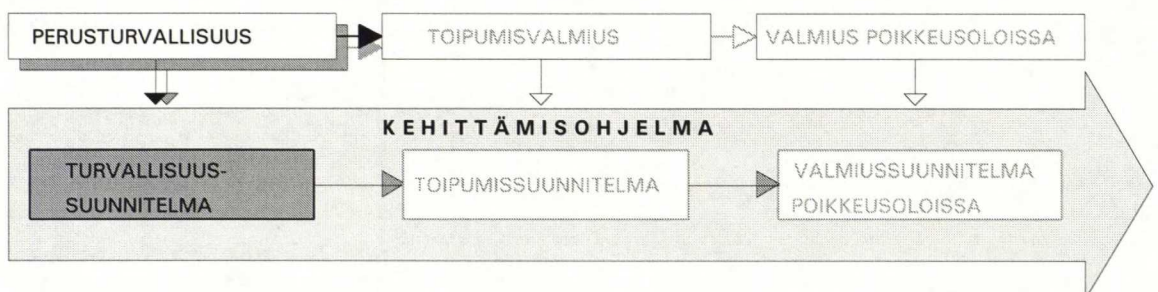 PERUSTURVALLISUUS
TOIPUMISVALMIUS
VALMIUS POIKKEUSOLOISSA
KEHITTÄMISOHJELMA
TURVALLISUUS-
SUUNNITELMA
TOIPUMISSUUNNITELMA
VALMIUSSUUNNITELMA
POIKKEUSOLOISSA